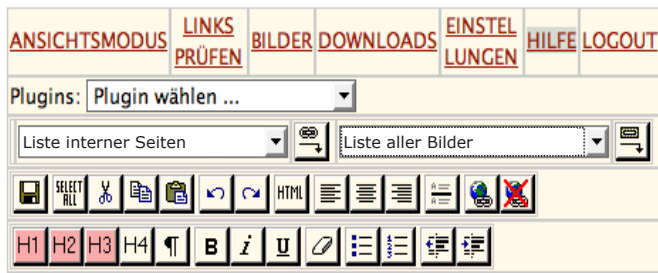 ANSICHTSMODUS LINKS PRÜFEN BILDER DOWNLOADS EINSTEL LUNGEN HILFE LOGOUT
Plugins: Plugin wählen ...
Liste interner Seiten Liste aller Bilder
SELECT ALL HTML
H1 H2 H3 H4 ¶ B i U